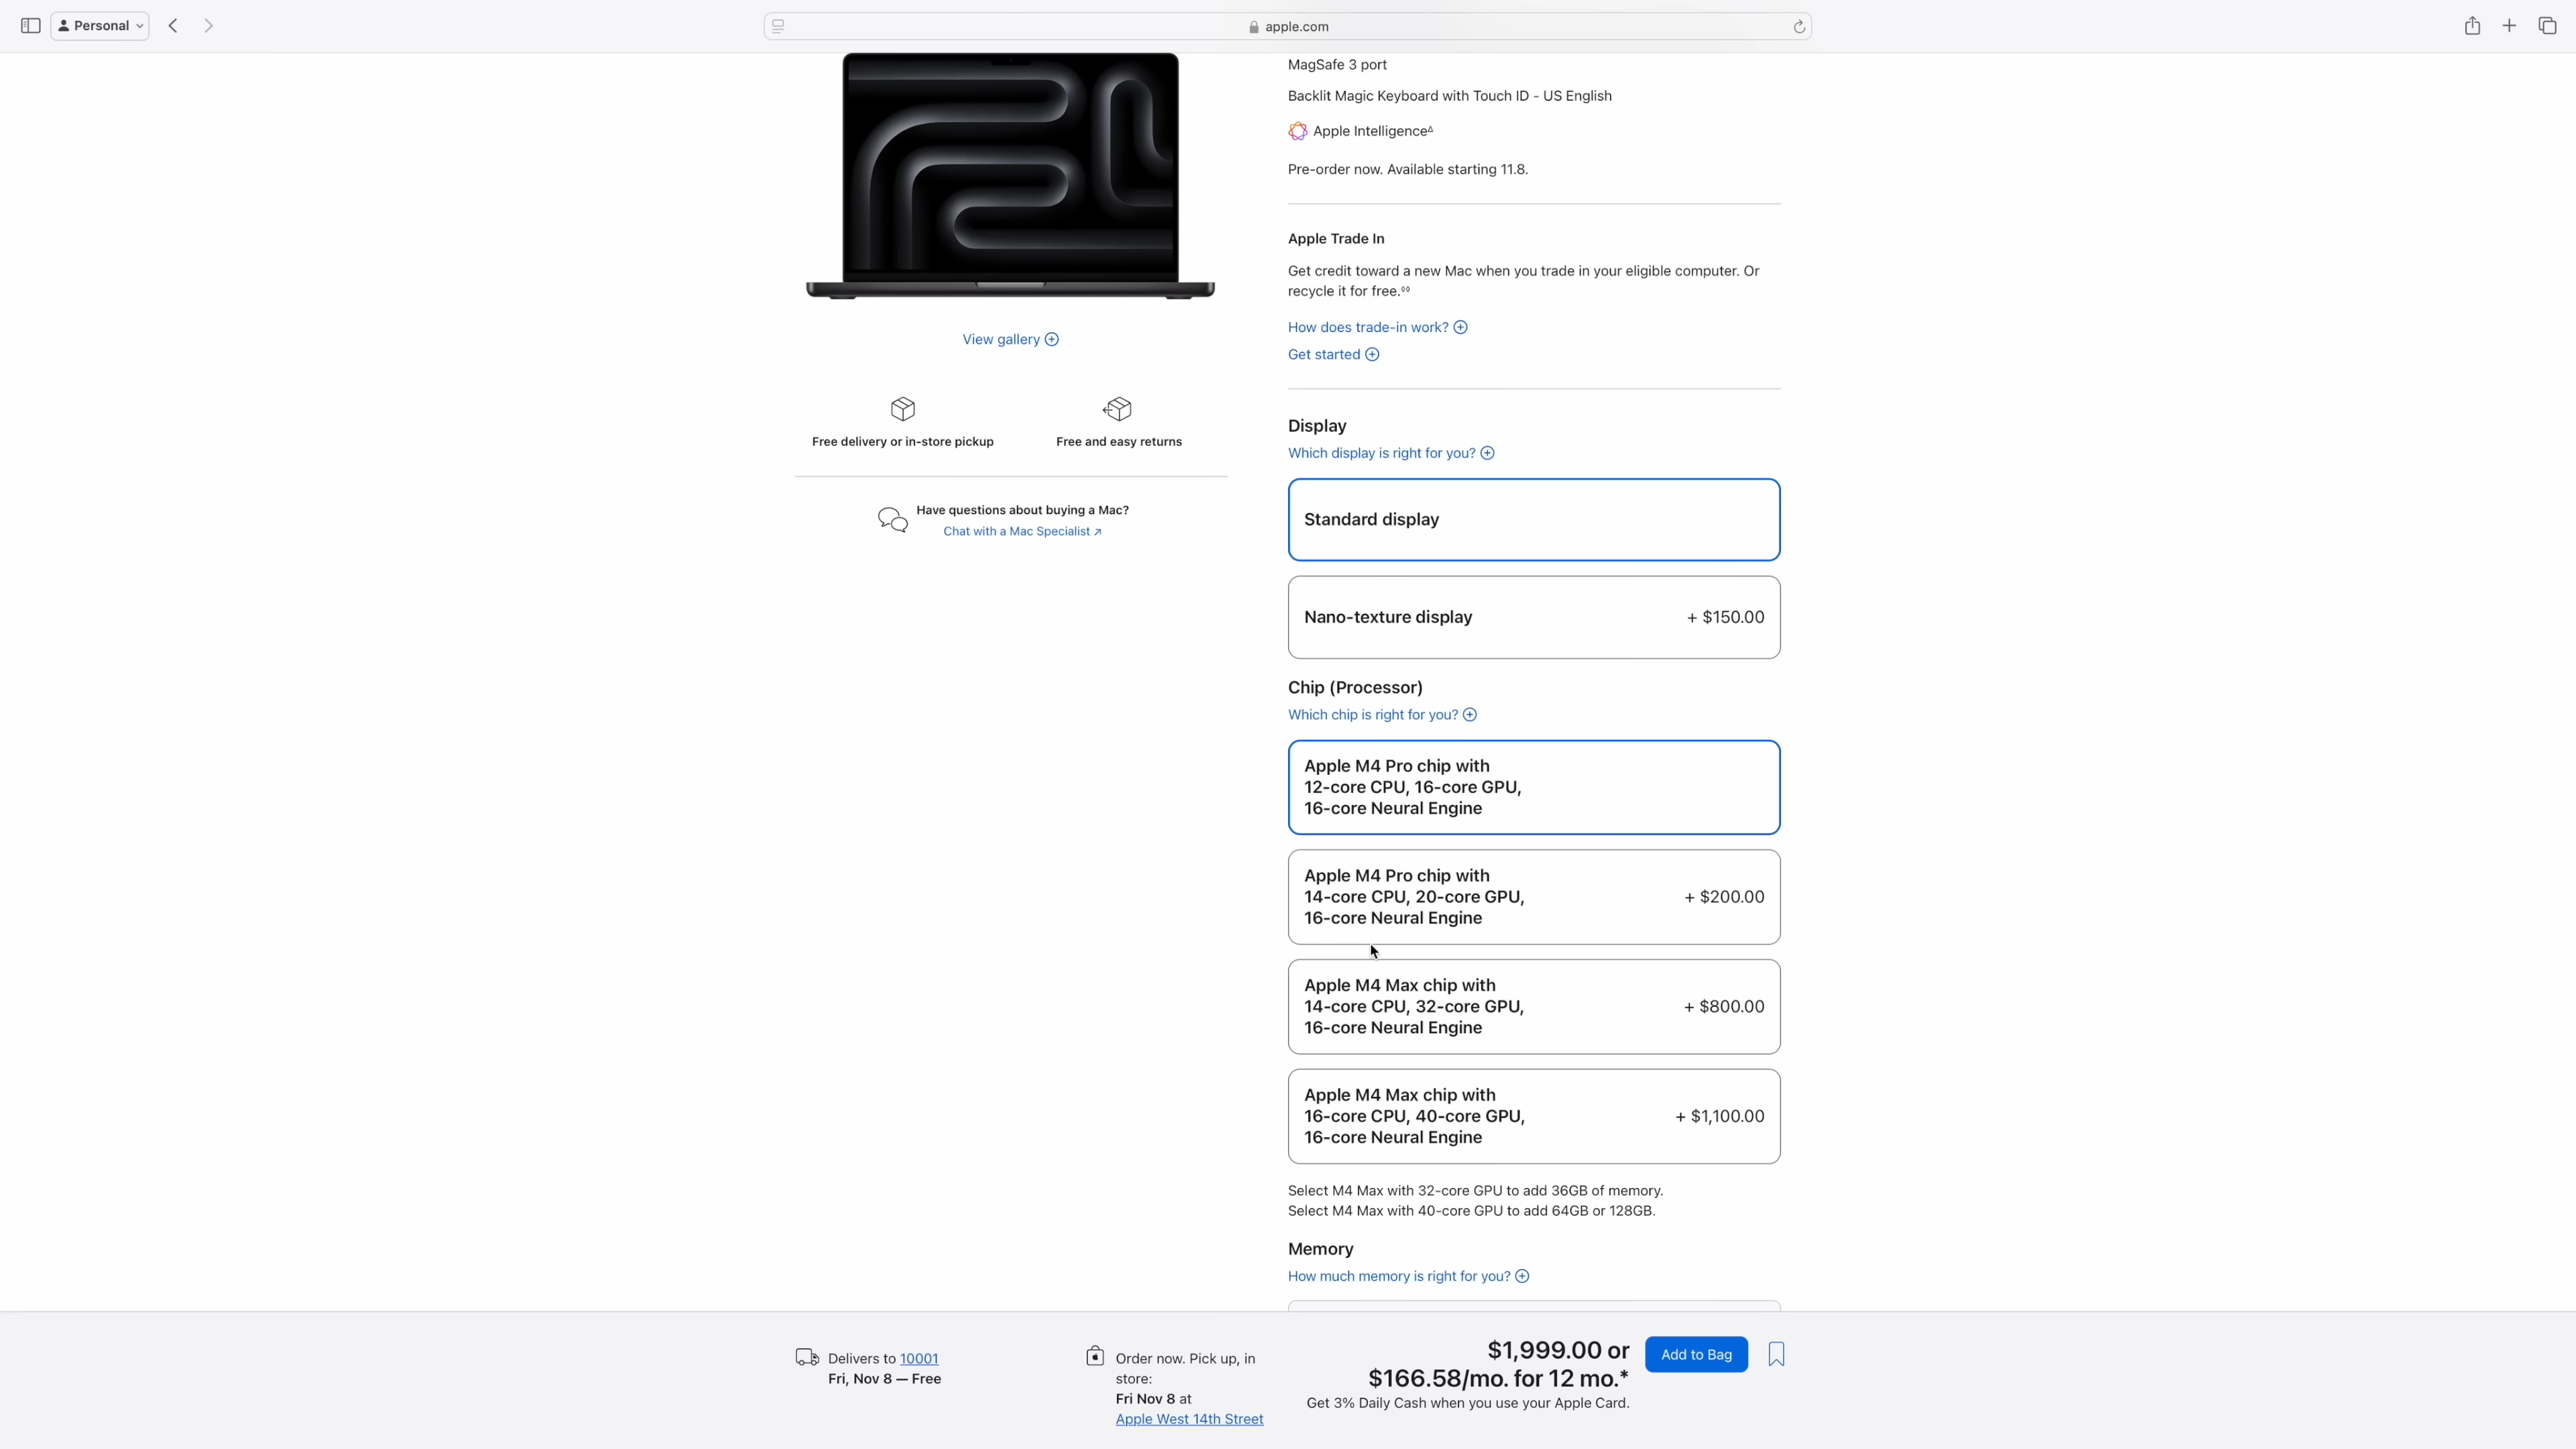 Personal
apple.com
MagSafe 3 port
Backlit Magic Keyboard with Touch ID - US English
Apple IntelligenceΔ
Pre-order now. Available starting 11.8.
Apple Trade In
Get credit toward a new Mac when you trade in your eligible computer. Or
recycle it for free.◊◊
How does trade-in work?
Get started
View gallery
Free delivery or in-store pickup
Free and easy returns
Have questions about buying a Mac?
Chat with a Mac Specialist ↗
Display
Which display is right for you?
Standard display
Nano-texture display + $150.00
Chip (Processor)
Which chip is right for you?
Apple M4 Pro chip with
12-core CPU, 16-core GPU,
16-core Neural Engine
Apple M4 Pro chip with
14-core CPU, 20-core GPU, + $200.00
16-core Neural Engine
Apple M4 Max chip with
14-core CPU, 32-core GPU, + $800.00
16-core Neural Engine
Apple M4 Max chip with
16-core CPU, 40-core GPU, + $1,100.00
16-core Neural Engine
Select M4 Max with 32-core GPU to add 36GB of memory.
Select M4 Max with 40-core GPU to add 64GB or 128GB.
Memory
How much memory is right for you?
Delivers to 10001
Fri, Nov 8 — Free
Order now. Pick up, in
store:
Fri Nov 8 at
Apple West 14th Street
$1,999.00 or
$166.58/mo. for 12 mo.*
Get 3% Daily Cash when you use your Apple Card.
Add to Bag